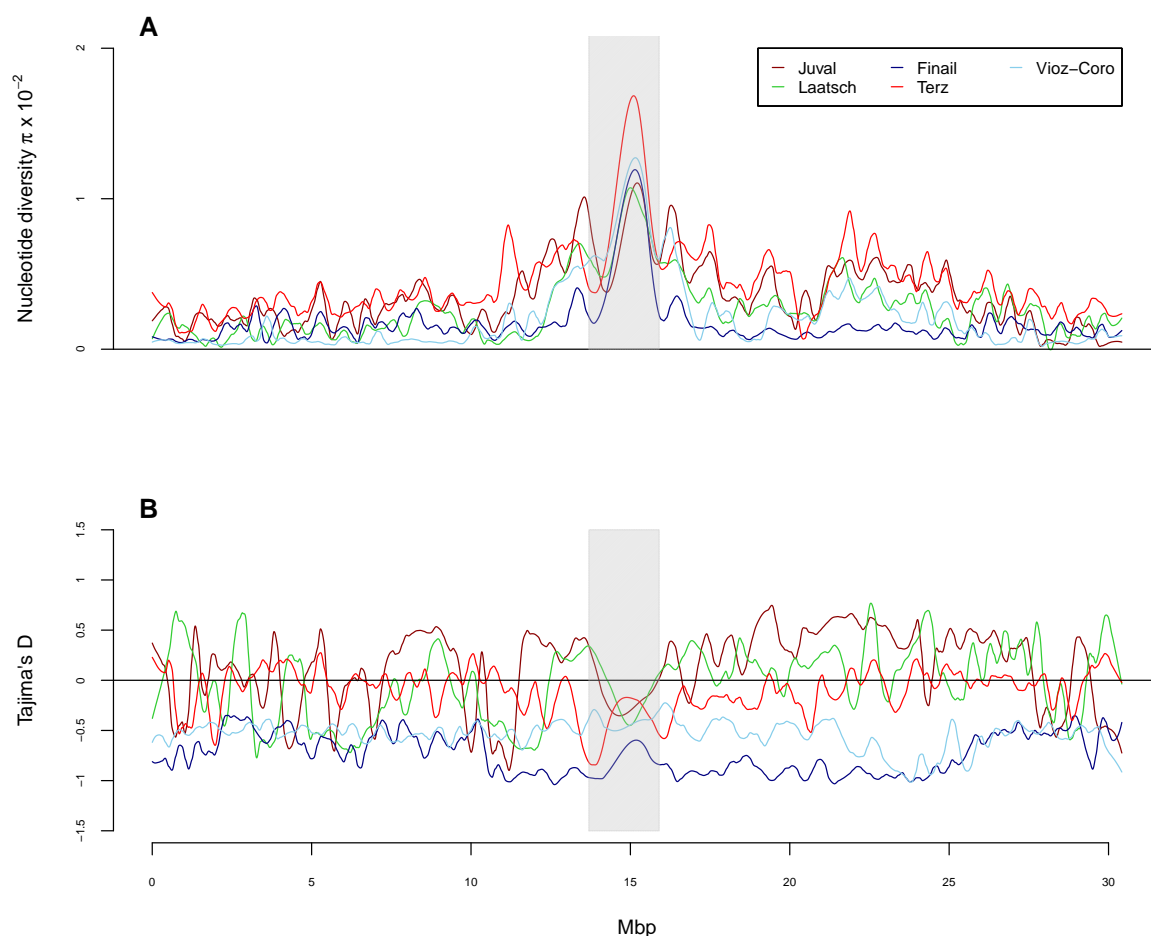 A
Nucleotide diversity π x 10⁻²
2
1
0
Juval
Laatsch
Finail
Terz
Vioz−Coro
B
Tajima's D
1.5
1
0.5
0
−0.5
−1
−1.5
0 5 10 15 20 25 30
Mbp